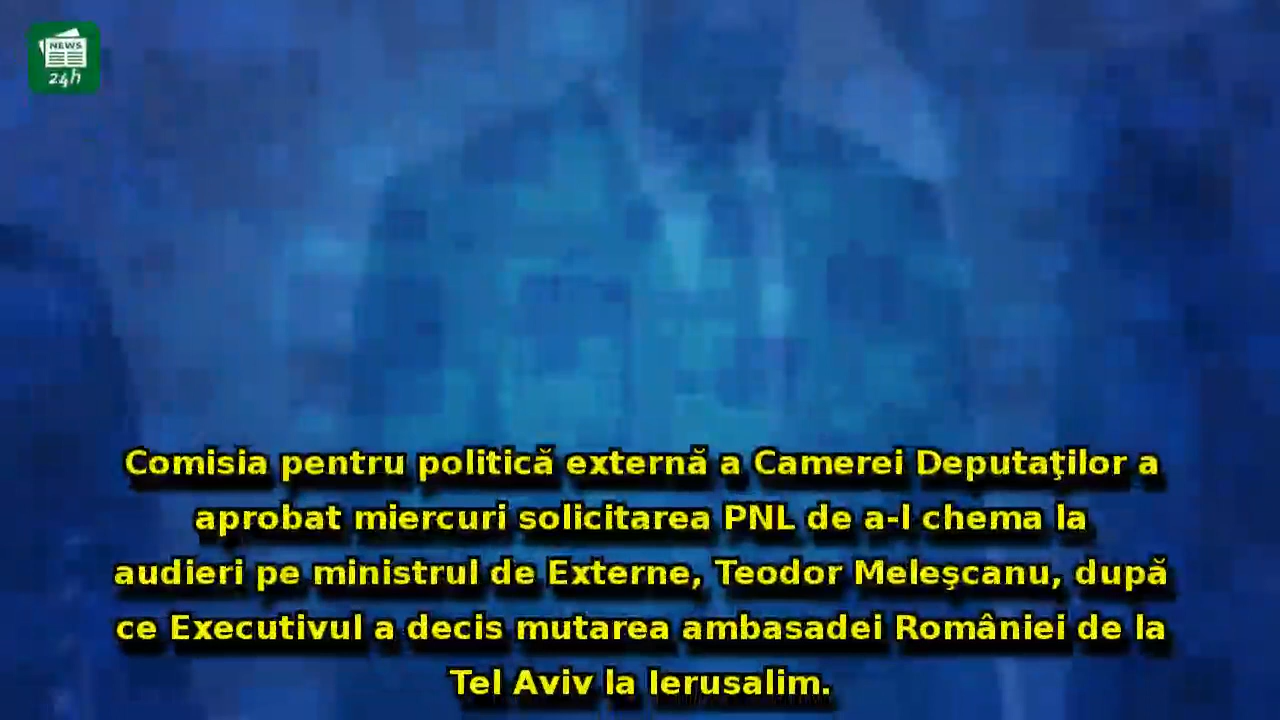 NEWS
24h
Comisia pentru politică externă a Camerei Deputaţilor a
aprobat miercuri solicitarea PNL de a-l chema la
audieri pe ministrul de Externe, Teodor Meleşcanu, după
ce Executivul a decis mutarea ambasadei României de la
Tel Aviv la Ierusalim.